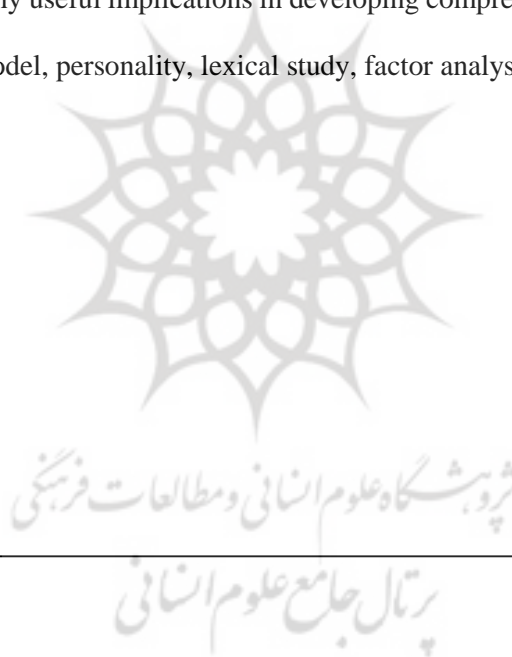 ly useful implications in developing compre
odel, personality, lexical study, factor analys
پژوهشگاه علوم انسانی و مطالعات فرهنگی
پرتال جامع علوم انسانی